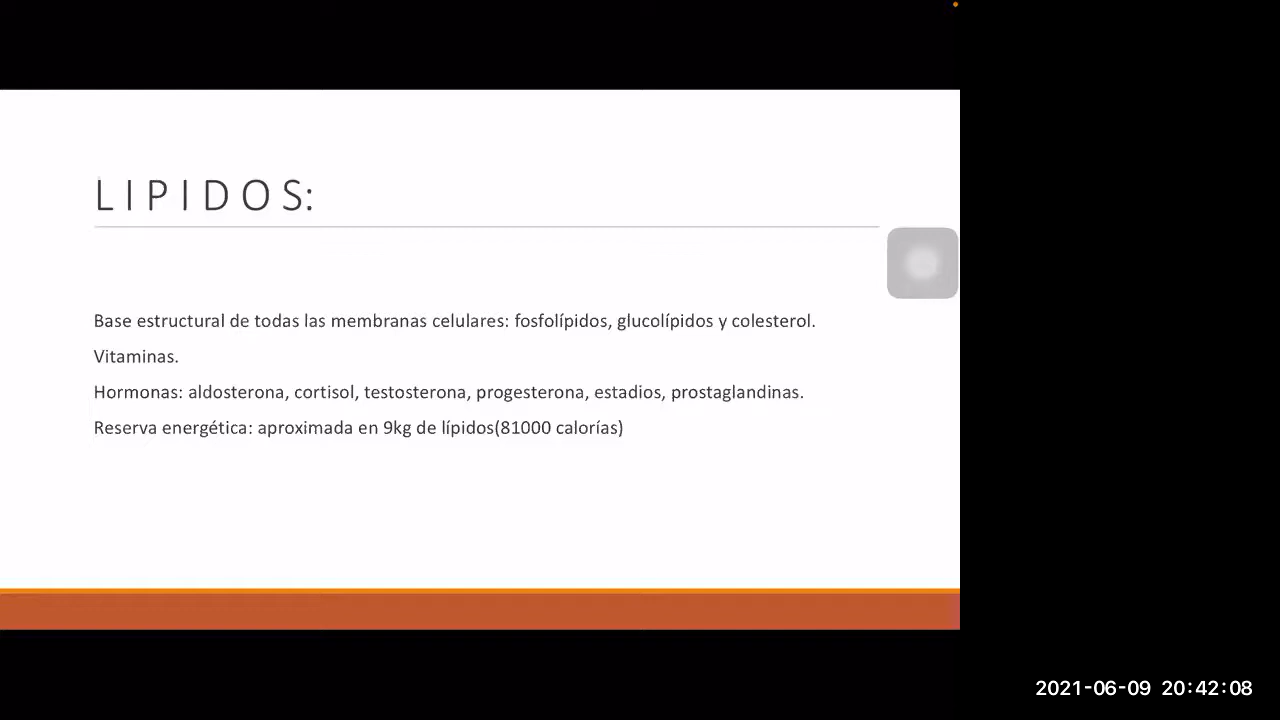 LIPIDOS:
Base estructural de todas las membranas celulares: fosfolípidos, glucolípidos y colesterol.
Vitaminas.
Hormonas: aldosterona, cortisol, testosterona, progesterona, estadios, prostaglandinas.
Reserva energética: aproximada en 9kg de lípidos(81000 calorías)
2021-06-09 20:42:08